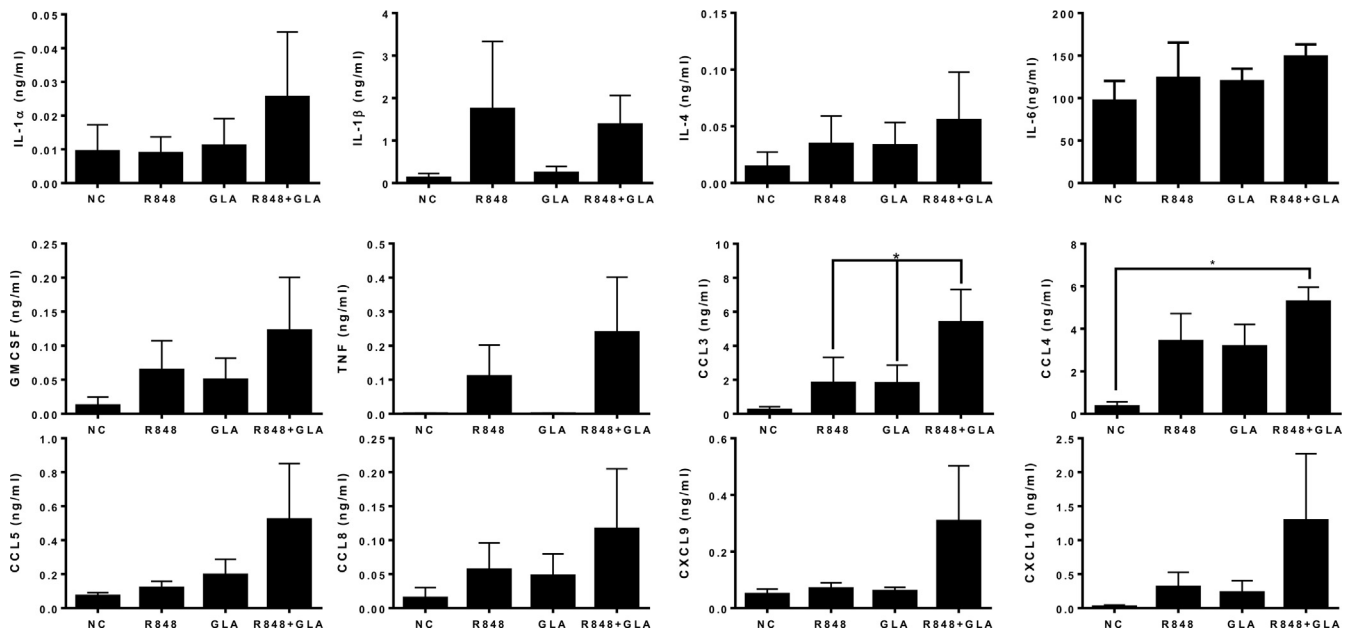 IL-1α (ng/ml)
0.05
0.04
0.03
0.02
0.01
0.00
NC R848 GLA R848+GLA
IL-1β (ng/ml)
4
3
2
1
0
NC R848 GLA R848+GLA
IL-4 (ng/ml)
0.15
0.10
0.05
0.00
NC R848 GLA R848+GLA
IL-6(ng/ml)
200
150
100
50
0
NC R848 GLA R848+GLA
GMCSF (ng/ml)
0.25
0.20
0.15
0.10
0.05
0.00
NC R848 GLA R848+GLA
TNF (ng/ml)
0.5
0.4
0.3
0.2
0.1
0.0
NC R848 GLA R848+GLA
CCL3 (ng/ml)
10
8
6
4
2
0
*
NC R848 GLA R848+GLA
CCL4 (ng/ml)
8
6
4
2
0
*
NC R848 GLA R848+GLA
CCL5 (ng/ml)
1.0
0.8
0.6
0.4
0.2
0.0
NC R848 GLA R848+GLA
CCL8 (ng/ml)
0.25
0.20
0.15
0.10
0.05
0.00
NC R848 GLA R848+GLA
CXCL9 (ng/ml)
0.6
0.4
0.2
0.0
NC R848 GLA R848+GLA
CXCL10 (ng/ml)
2.5
2.0
1.5
1.0
0.5
0.0
NC R848 GLA R848+GLA